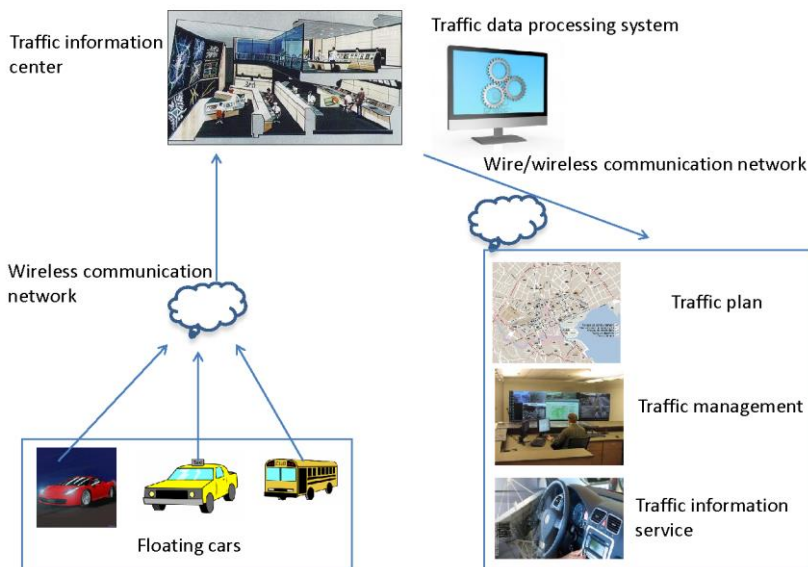 Traffic information
center
Traffic data processing system
Wire/wireless communication network
Wireless communication
network
Traffic plan
Traffic management
Traffic information
service
Floating cars